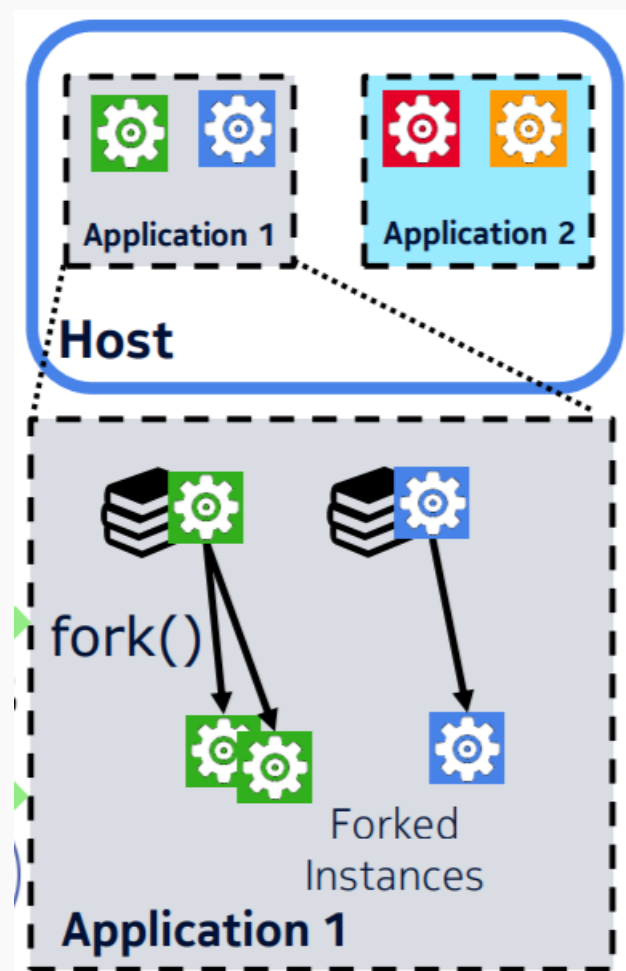 Application 1
Application 2
Host
fork()
Forked
Instances
Application 1